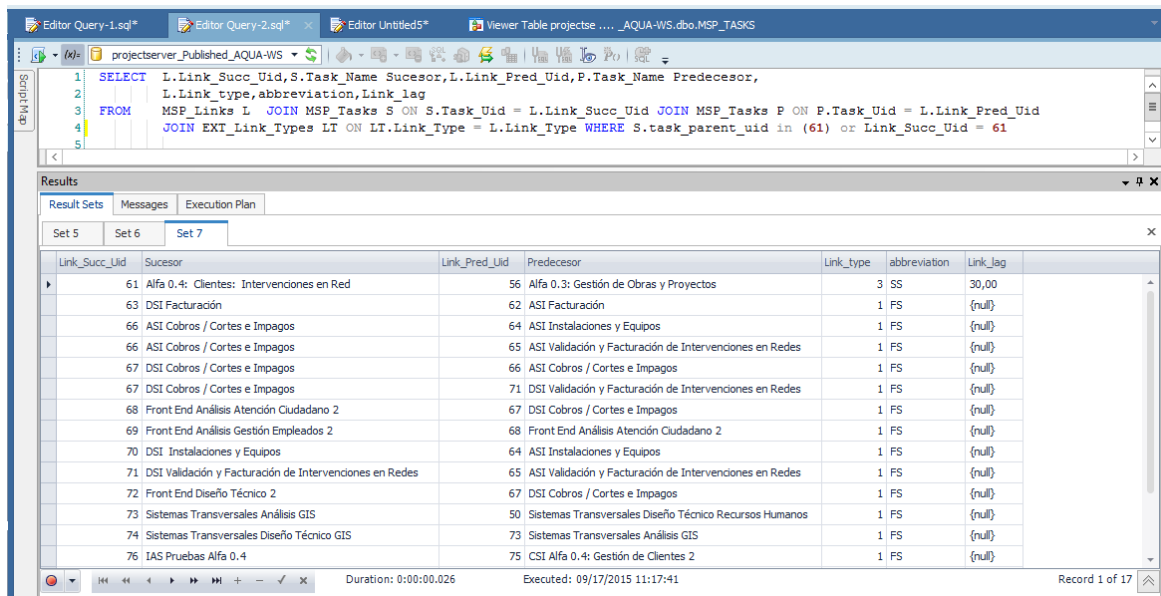 Editor Query-1.sql* Editor Query-2.sql* Editor Untitled5* Viewer Table projectse .... _AQUA-WS.dbo.MSP_TASKS
(x)= projectserver_Published_AQUA-WS
Script Map
1 SELECT L.Link_Succ_Uid,S.Task_Name Sucesor,L.Link_Pred_Uid,P.Task_Name Predecesor,
2 L.Link_type,abbreviation,Link_lag
3 FROM MSP_Links L JOIN MSP_Tasks S ON S.Task_Uid = L.Link_Succ_Uid JOIN MSP_Tasks P ON P.Task_Uid = L.Link_Pred_Uid
4 JOIN EXT_Link_Types LT ON LT.Link_Type = L.Link_Type WHERE S.task_parent_uid in (61) or Link_Succ_Uid = 61
5
Results
Result Sets Messages Execution Plan
Set 5 Set 6 Set 7
Link_Succ_Uid Sucesor Link_Pred_Uid Predecesor Link_type abbreviation Link_lag
61 Alfa 0.4: Clientes: Intervenciones en Red 56 Alfa 0.3: Gestión de Obras y Proyectos 3 SS 30,00
63 DSI Facturación 62 ASI Facturación 1 FS {null}
66 ASI Cobros / Cortes e Impagos 64 ASI Instalaciones y Equipos 1 FS {null}
66 ASI Cobros / Cortes e Impagos 65 ASI Validación y Facturación de Intervenciones en Redes 1 FS {null}
67 DSI Cobros / Cortes e Impagos 66 ASI Cobros / Cortes e Impagos 1 FS {null}
67 DSI Cobros / Cortes e Impagos 71 DSI Validación y Facturación de Intervenciones en Redes 1 FS {null}
68 Front End Análisis Atención Ciudadano 2 67 DSI Cobros / Cortes e Impagos 1 FS {null}
69 Front End Análisis Gestión Empleados 2 68 Front End Análisis Atención Ciudadano 2 1 FS {null}
70 DSI Instalaciones y Equipos 64 ASI Instalaciones y Equipos 1 FS {null}
71 DSI Validación y Facturación de Intervenciones en Redes 65 ASI Validación y Facturación de Intervenciones en Redes 1 FS {null}
72 Front End Diseño Técnico 2 67 DSI Cobros / Cortes e Impagos 1 FS {null}
73 Sistemas Transversales Análisis GIS 50 Sistemas Transversales Diseño Técnico Recursos Humanos 1 FS {null}
74 Sistemas Transversales Diseño Técnico GIS 73 Sistemas Transversales Análisis GIS 1 FS {null}
76 IAS Pruebas Alfa 0.4 75 CSI Alfa 0.4: Gestión de Clientes 2 1 FS {null}
Duration: 0:00:00.026 Executed: 09/17/2015 11:17:41 Record 1 of 17